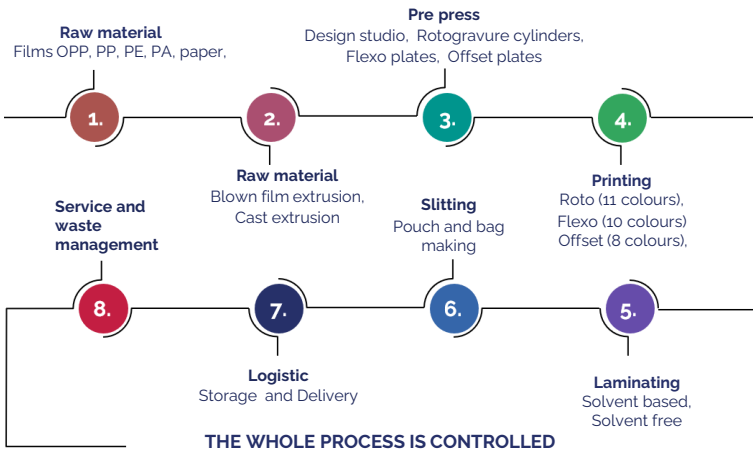 Raw material
Films OPP, PP, PE, PA, paper,
1.
Raw material
Blown film extrusion,
Cast extrusion
2.
Pre press
Design studio, Rotogravure cylinders,
Flexo plates, Offset plates
3.
4.
Printing
Roto (11 colours),
Flexo (10 colours)
Offset (8 colours),
5.
Laminating
Solvent based,
Solvent free
Slitting
Pouch and bag
making
6.
7.
Logistic
Storage and Delivery
Service and
waste
management
8.
THE WHOLE PROCESS IS CONTROLLED